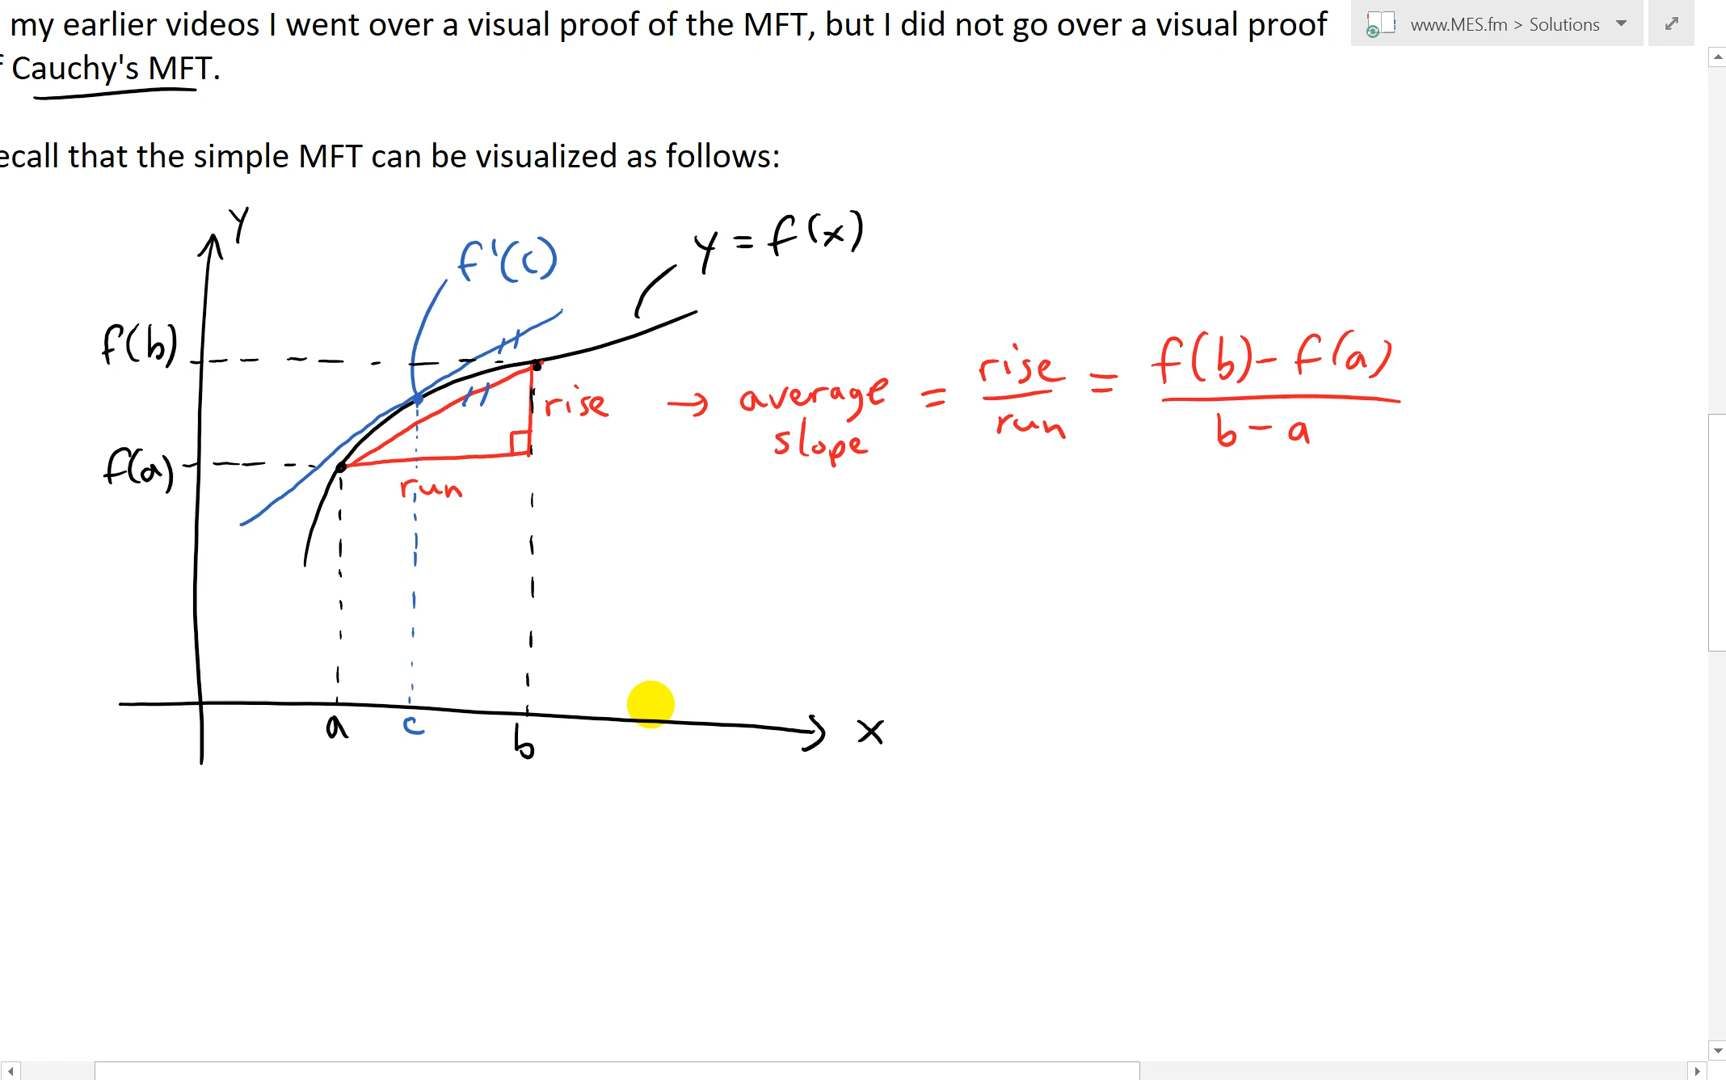 my earlier videos I went over a visual proof of the MFT, but I did not go over a visual proof
www.MES.fm > Solutions
f Cauchy's MFT.
ecall that the simple MFT can be visualized as follows:
Y
f'(c)
y = f(x)
f(b)
f(a)
rise → average slope = rise/run = f(b) - f(a)/b - a
run
a
c
b
x